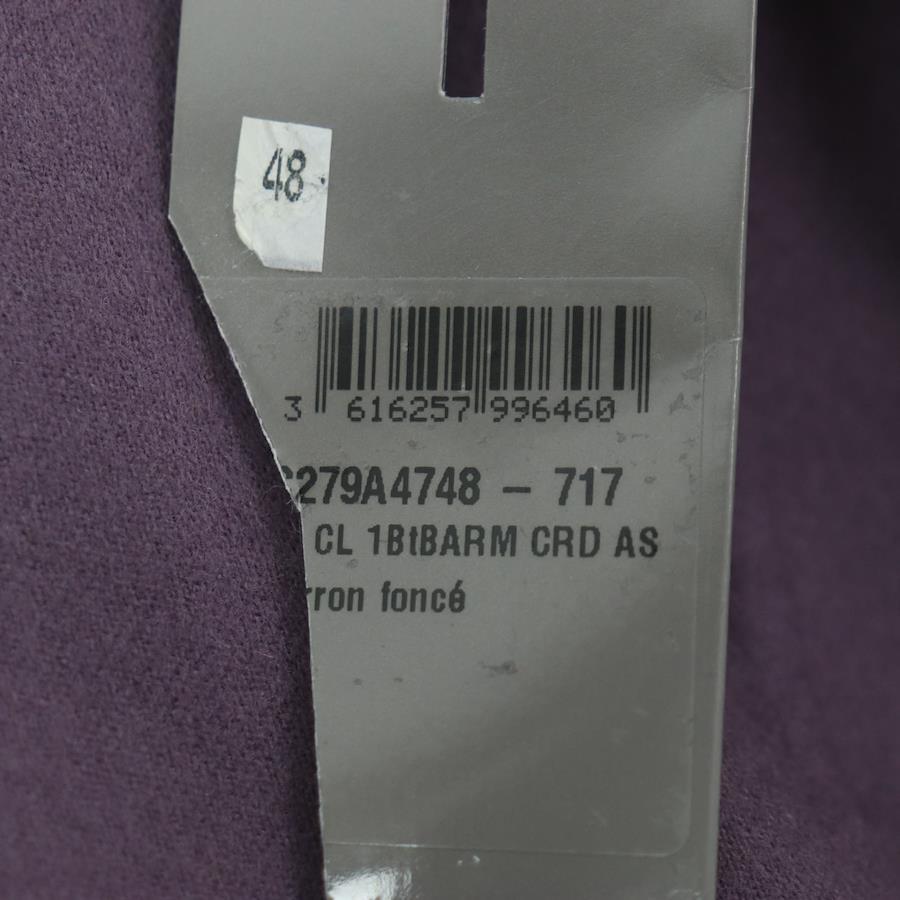 48
3 616257 996460
279A4748 - 717
CL 1BtBARM CRD AS
rron foncé